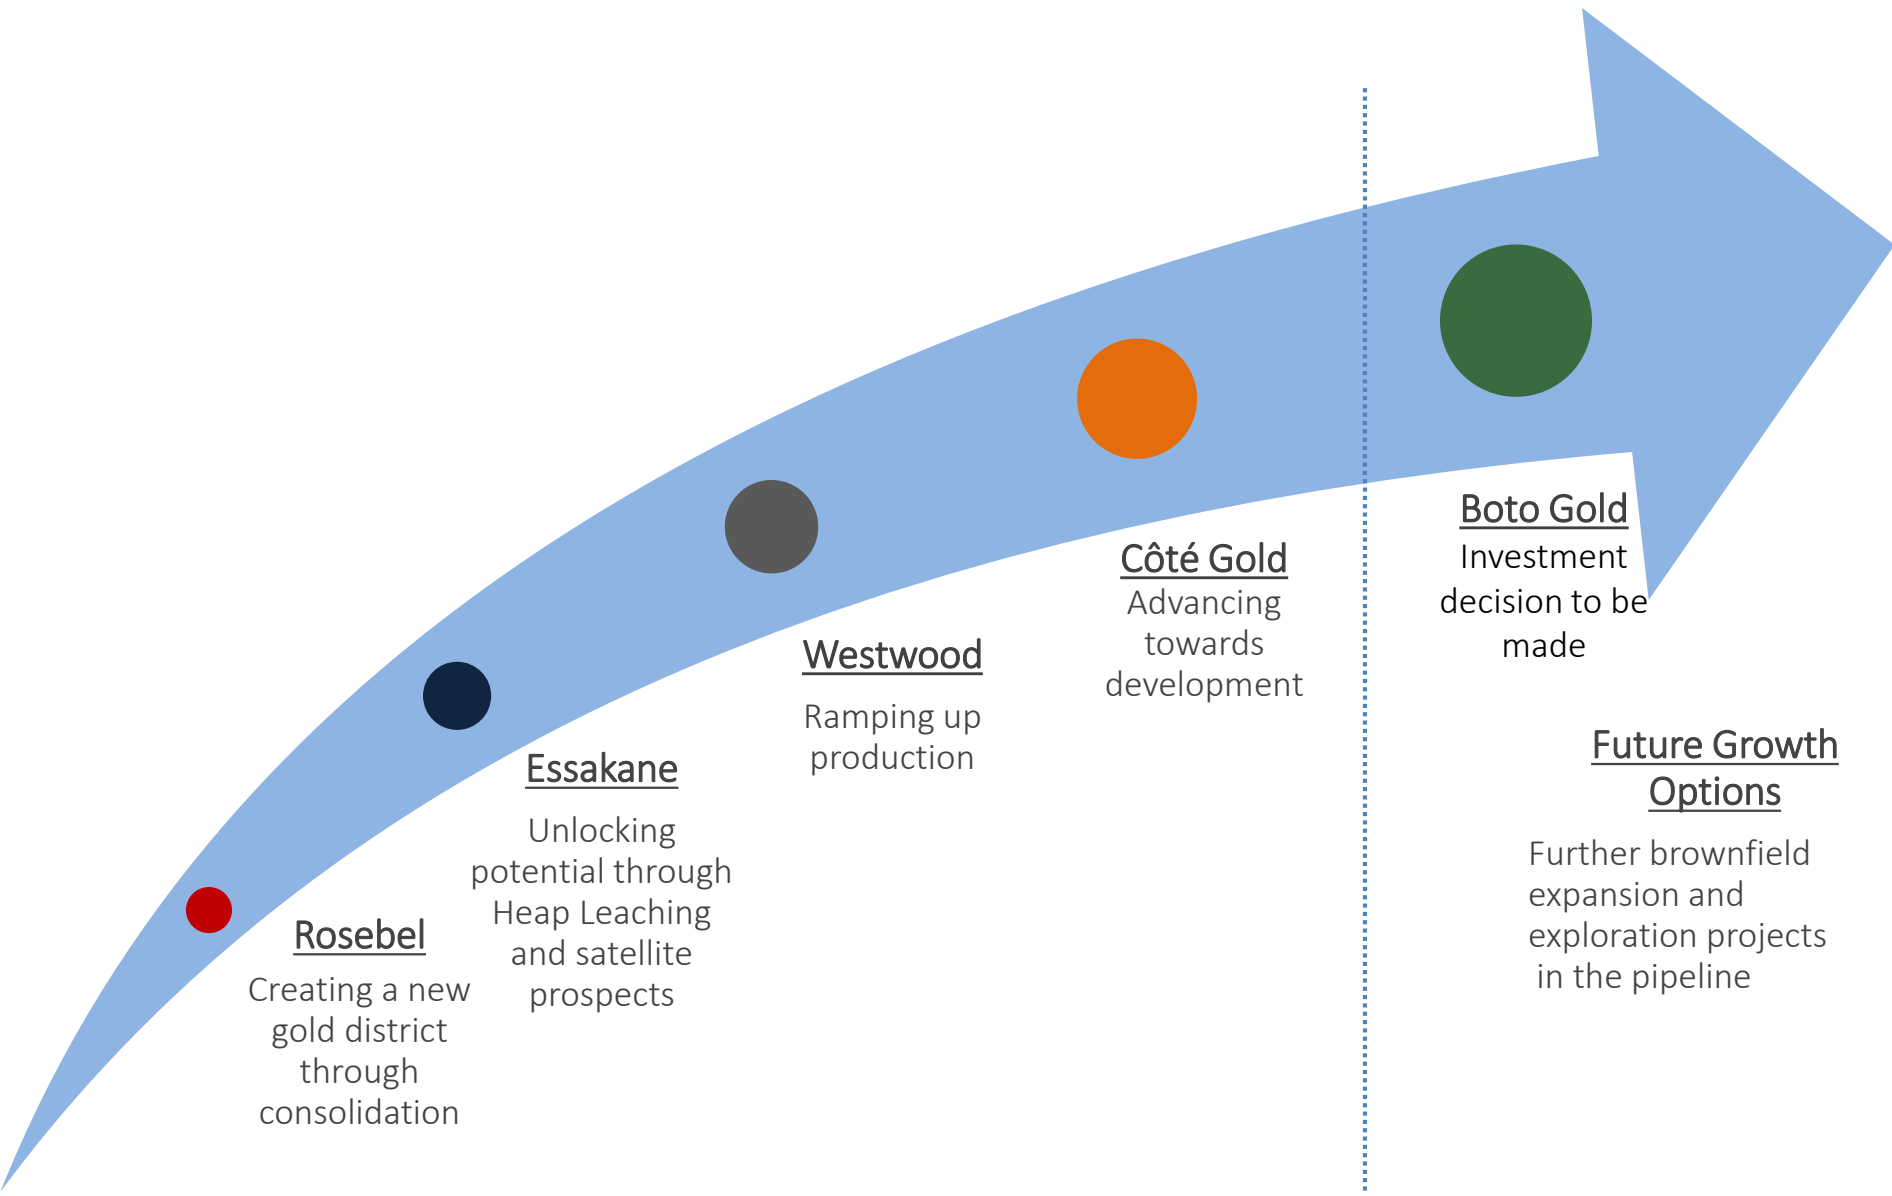 Rosebel
Creating a new
gold district
through
consolidation
Essakane
Unlocking
potential through
Heap Leaching
and satellite
prospects
Westwood
Ramping up
production
Côté Gold
Advancing
towards
development
Boto Gold
Investment
decision to be
made
Future Growth
Options
Further brownfield
expansion and
exploration projects
in the pipeline